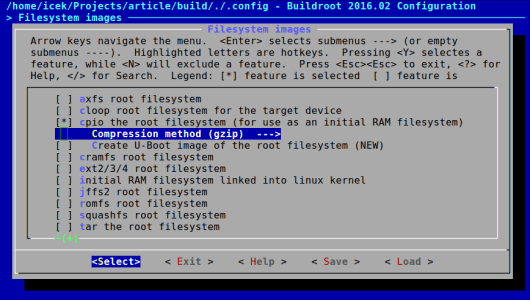 /home/icek/Projects/article/build/./.config - Buildroot 2016.02 Configuration
> Filesystem images
Filesystem images
Arrow keys navigate the menu.  <Enter> selects submenus ---> (or empty
submenus ----).  Highlighted letters are hotkeys.  Pressing <Y> selectes a
feature, while <N> will exclude a feature.  Press <Esc><Esc> to exit, <?> for
Help, </> for Search.  Legend: [*] feature is selected  [ ] feature is
[ ] axfs root filesystem
[ ] cloop root filesystem for the target device
[*] cpio the root filesystem (for use as an initial RAM filesystem)
Compression method (gzip)  --->
[ ]   Create U-Boot image of the root filesystem (NEW)
[ ] cramfs root filesystem
[ ] ext2/3/4 root filesystem
[ ] initial RAM filesystem linked into linux kernel
[ ] jffs2 root filesystem
[ ] romfs root filesystem
[ ] squashfs root filesystem
[ ] tar the root filesystem
<Select>    < Exit >    < Help >    < Save >    < Load >